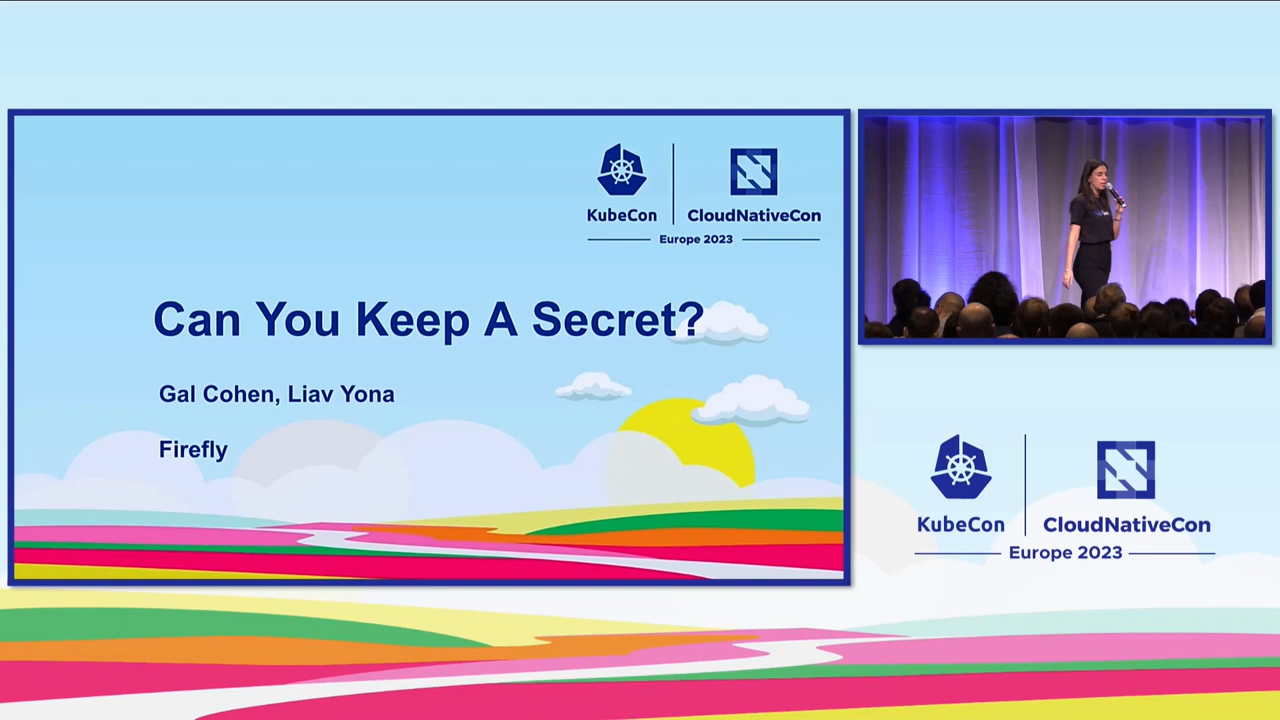 KubeCon
CloudNativeCon
Europe 2023
Can You Keep A Secret?
Gal Cohen, Liav Yona
Firefly
KubeCon
CloudNativeCon
Europe 2023